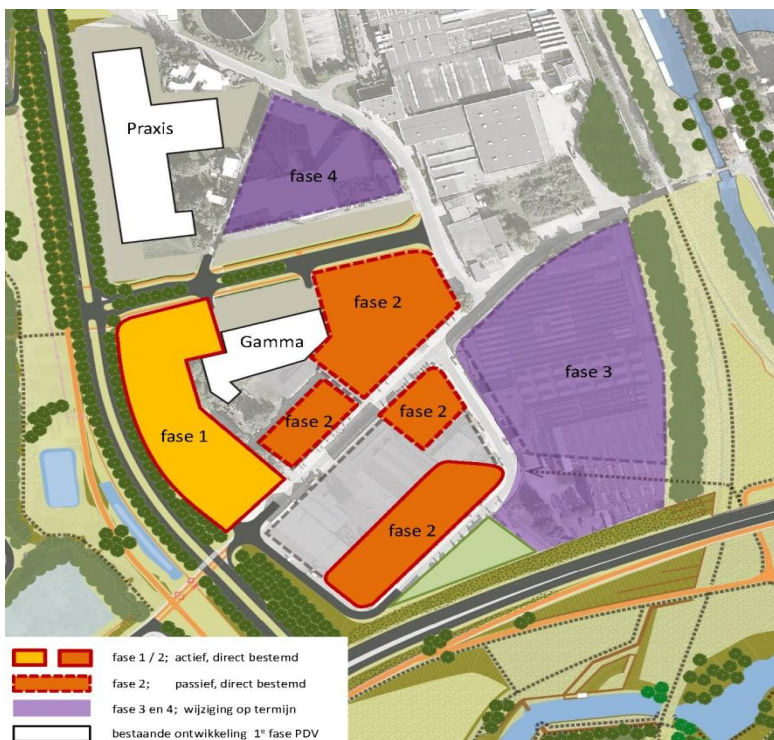 Praxis
fase 4
fase 2
Gamma
fase 3
fase 2
fase 2
fase 1
fase 2
fase 1 / 2; actief, direct bestemd
fase 2; passief, direct bestemd
fase 3 en 4; wijziging op termijn
bestaande ontwikkeling 1e fase PDV